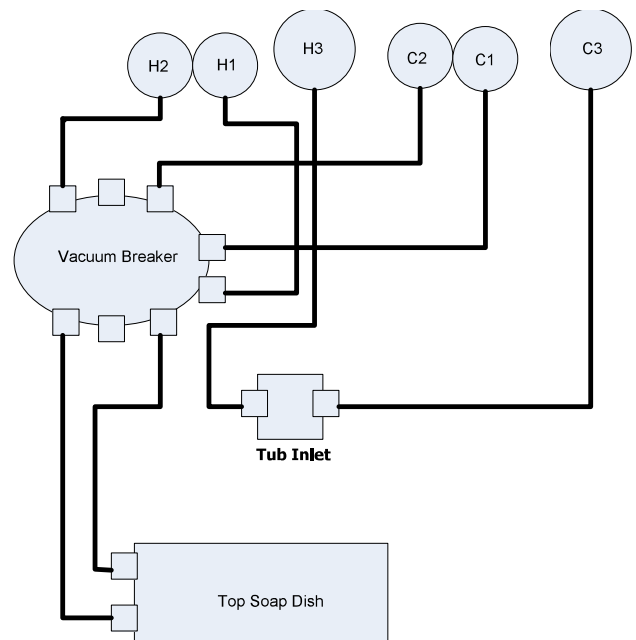 H2
H1
H3
C2
C1
C3
Vacuum Breaker
Tub Inlet
Top Soap Dish